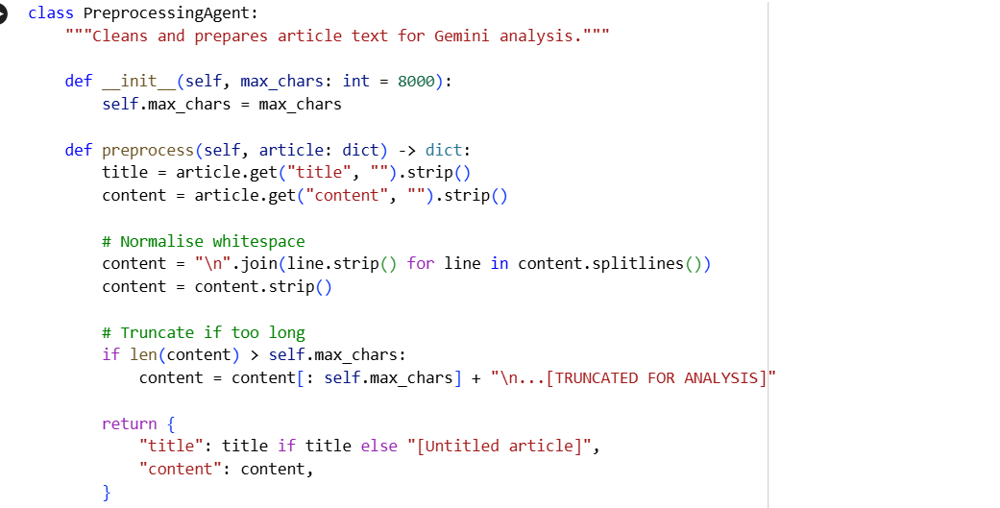 class PreprocessingAgent:
    """Cleans and prepares article text for Gemini analysis."""

    def __init__(self, max_chars: int = 8000):
        self.max_chars = max_chars

    def preprocess(self, article: dict) -> dict:
        title = article.get("title", "").strip()
        content = article.get("content", "").strip()

        # Normalise whitespace
        content = "\n".join(line.strip() for line in content.splitlines())
        content = content.strip()

        # Truncate if too long
        if len(content) > self.max_chars:
            content = content[: self.max_chars] + "\n...[TRUNCATED FOR ANALYSIS]"

        return {
            "title": title if title else "[Untitled article]",
            "content": content,
        }